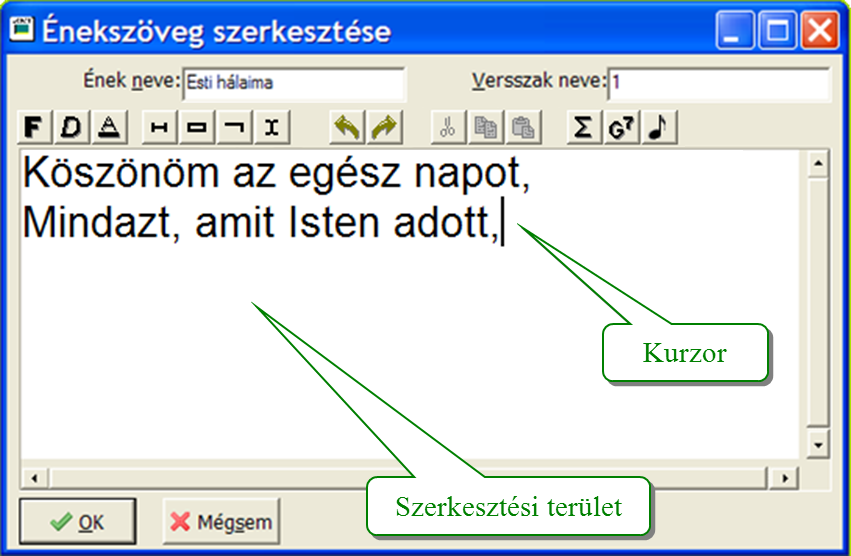 Énekszöveg szerkesztése
Ének neve: Esti hálaima Versszak neve: 1
F D A Σ G7
Köszönöm az egész napot,
Mindazt, amit Isten adott,
Kurzor
Szerkesztési terület
OK Mégsem